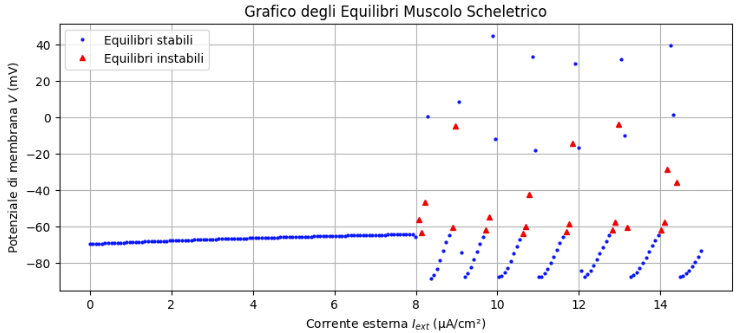 Grafico degli Equilibri Muscolo Scheletrico
Equilibri stabili
Equilibri instabili
Potenziale di membrana V (mV)
40
20
0
−20
−40
−60
−80
0 2 4 6 8 10 12 14
Corrente esterna I_ext (μA/cm²)